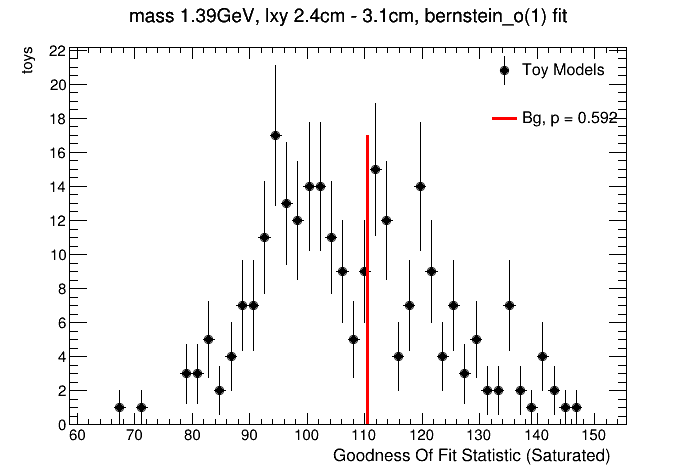 mass 1.39GeV, lxy 2.4cm - 3.1cm, bernstein_o(1) fit
toys
22
20
18
16
14
12
10
8
6
4
2
0
Toy Models
Bg, p = 0.592
60 70 80 90 100 110 120 130 140 150
Goodness Of Fit Statistic (Saturated)